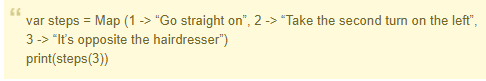 “
var steps = Map (1 -> “Go straight on”, 2 -> “Take the second turn on the left”,
3 -> “It’s opposite the hairdresser”)
print(steps(3))